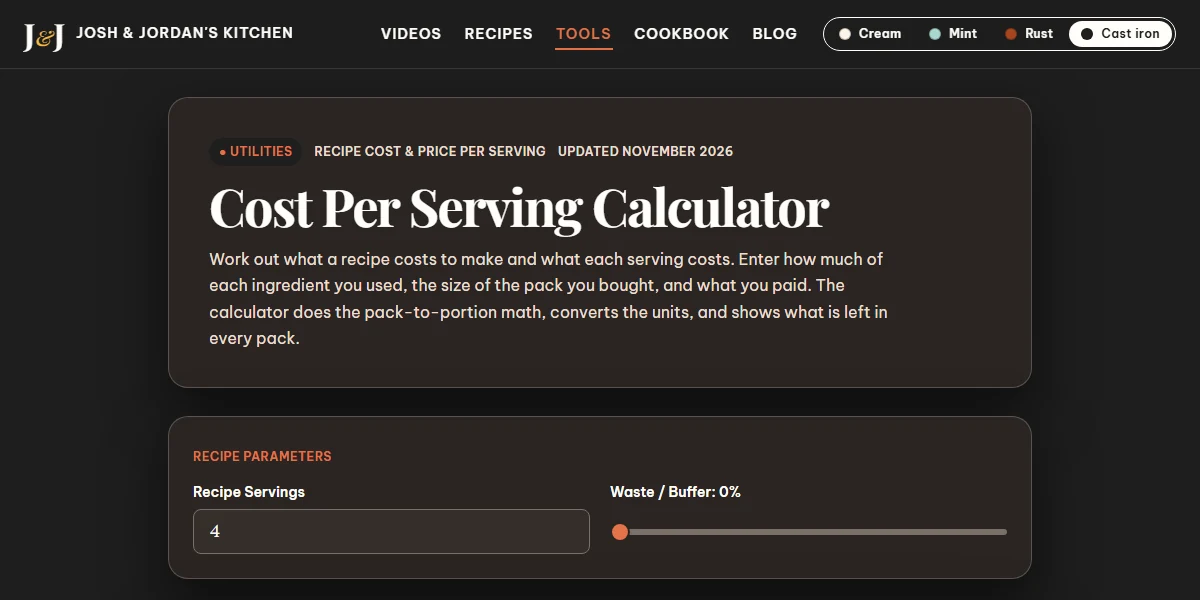 J&J JOSH & JORDAN'S KITCHEN VIDEOS RECIPES TOOLS COOKBOOK BLOG Cream Mint Rust Cast iron
• UTILITIES RECIPE COST & PRICE PER SERVING UPDATED NOVEMBER 2026
Cost Per Serving Calculator
Work out what a recipe costs to make and what each serving costs. Enter how much of
each ingredient you used, the size of the pack you bought, and what you paid. The
calculator does the pack-to-portion math, converts the units, and shows what is left in
every pack.
RECIPE PARAMETERS
Recipe Servings Waste / Buffer: 0%
4